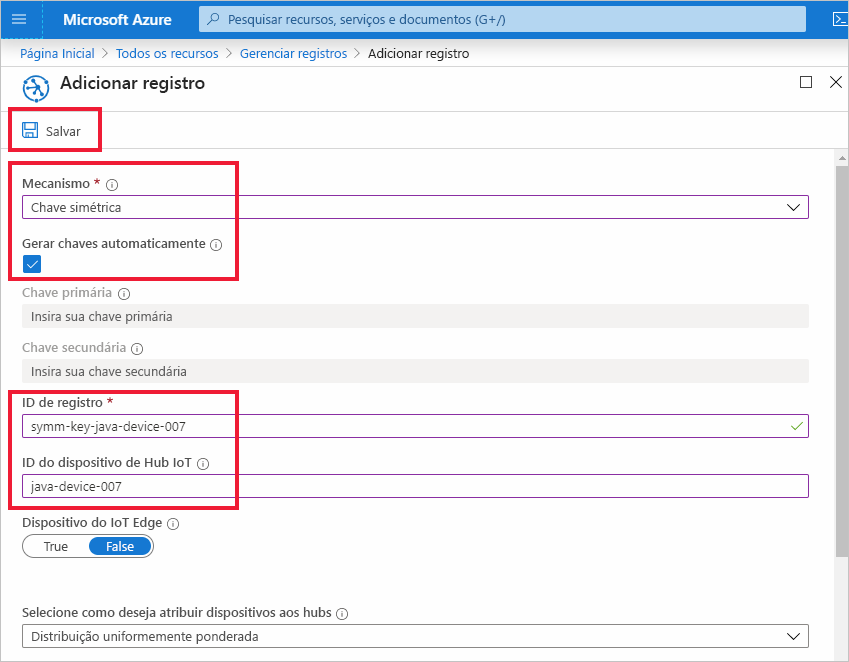 Microsoft Azure
Pesquisar recursos, serviços e documentos (G+/)
Página Inicial > Todos os recursos > Gerenciar registros > Adicionar registro
Adicionar registro
Salvar
Mecanismo *
Chave simétrica
Gerar chaves automaticamente
Chave primária
Insira sua chave primária
Chave secundária
Insira sua chave secundária
ID de registro *
symm-key-java-device-007
ID do dispositivo de Hub IoT
java-device-007
Dispositivo do IoT Edge
True False
Selecione como deseja atribuir dispositivos aos hubs
Distribuição uniformemente ponderada